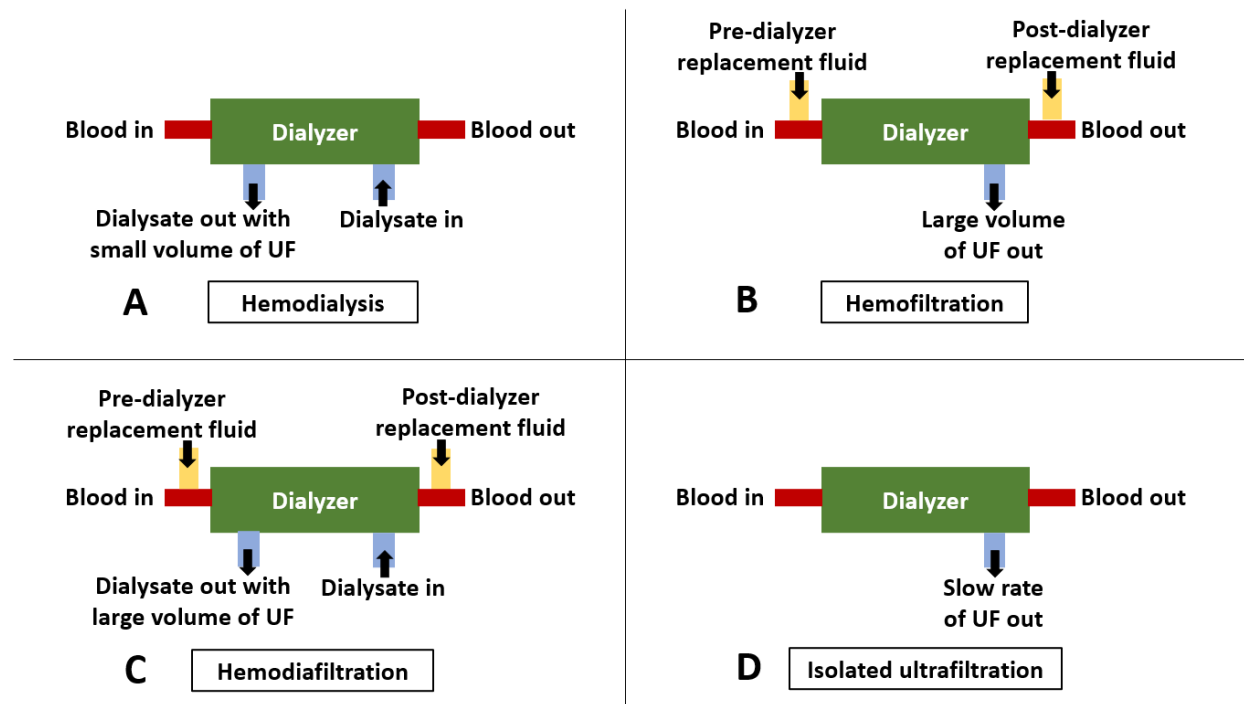 Blood in
Dialyzer
Blood out
Dialysate out with
small volume of UF
Dialysate in
A
Hemodialysis
Pre-dialyzer
replacement fluid
Post-dialyzer
replacement fluid
Blood in
Dialyzer
Blood out
Large volume
of UF out
B
Hemofiltration
Pre-dialyzer
replacement fluid
Post-dialyzer
replacement fluid
Blood in
Dialyzer
Blood out
Dialysate out with
large volume of UF
Dialysate in
C
Hemodiafiltration
Blood in
Dialyzer
Blood out
Slow rate
of UF out
D
Isolated ultrafiltration